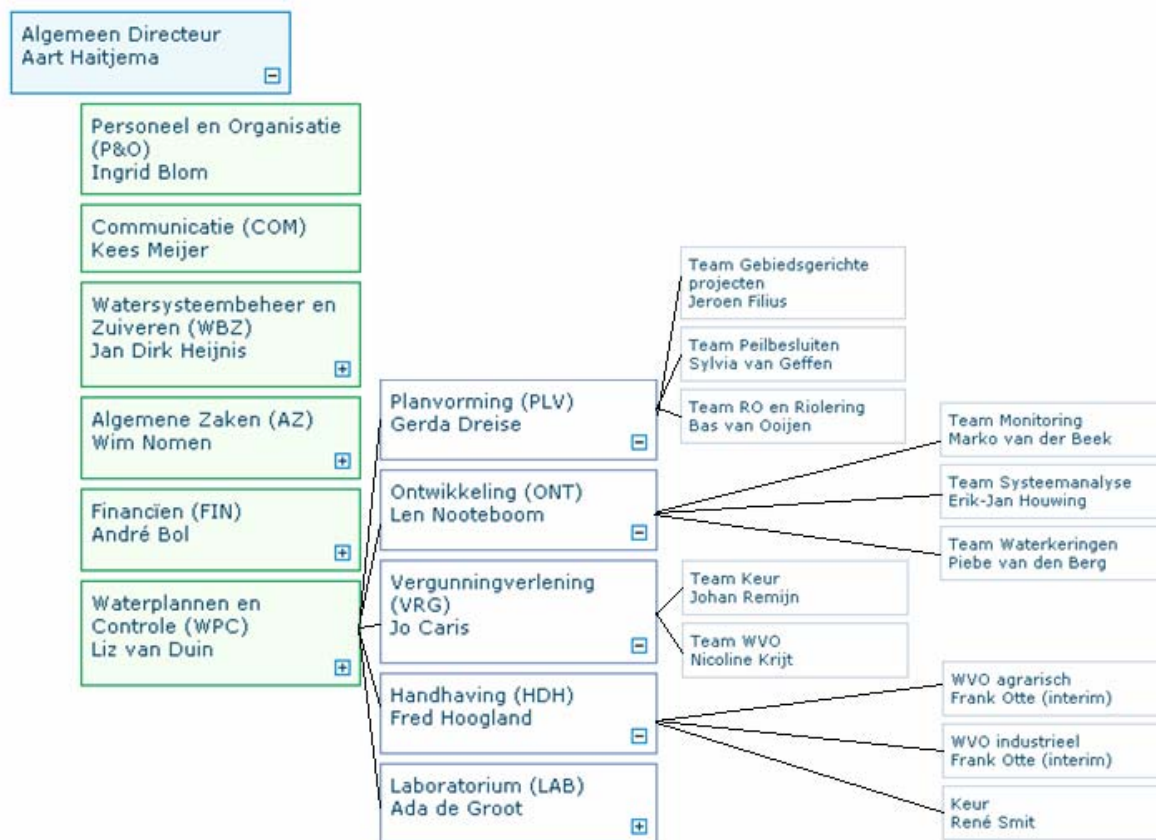 Algemeen Directeur
Aart Haitjema
Personeel en Organisatie
(P&O)
Ingrid Blom
Communicatie (COM)
Kees Meijer
Watersysteembeheer en
Zuiveren (WBZ)
Jan Dirk Heijnis
Algemene Zaken (AZ)
Wim Nomen
Financïen (FIN)
André Bol
Waterplannen en
Controle (WPC)
Liz van Duin
Planvorming (PLV)
Gerda Dreise
Team Gebiedsgerichte
projecten
Jeroen Filius
Team Peilbesluiten
Sylvia van Geffen
Team RO en Riolering
Bas van Ooijen
Ontwikkeling (ONT)
Len Nooteboom
Team Monitoring
Marko van der Beek
Team Systeemanalyse
Erik-Jan Houwing
Team Waterkeringen
Piebe van den Berg
Vergunningverlening
(VRG)
Jo Caris
Team Keur
Johan Remijn
Team WVO
Nicoline Krijt
Handhaving (HDH)
Fred Hoogland
WVO agrarisch
Frank Otte (interim)
WVO industrieel
Frank Otte (interim)
Keur
René Smit
Laboratorium (LAB)
Ada de Groot